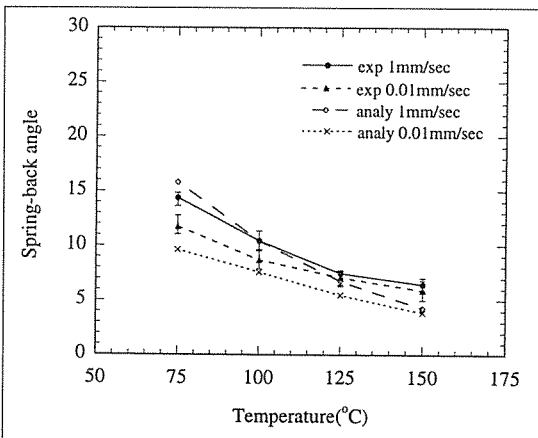 30
25
20
15
10
5
0
Spring-back angle
exp 1mm/sec
exp 0.01mm/sec
analy 1mm/sec
analy 0.01mm/sec
50 75 100 125 150 175
Temperature(°C)